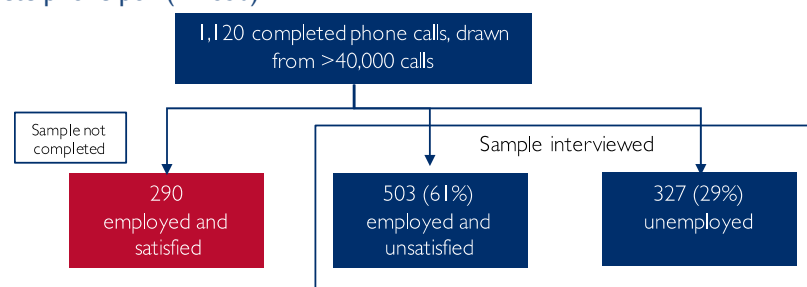 1,120 completed phone calls, drawn
from >40,000 calls
Sample not
completed
Sample interviewed
290
employed and
satisfied
503 (61%)
employed and
unsatisfied
327 (29%)
unemployed